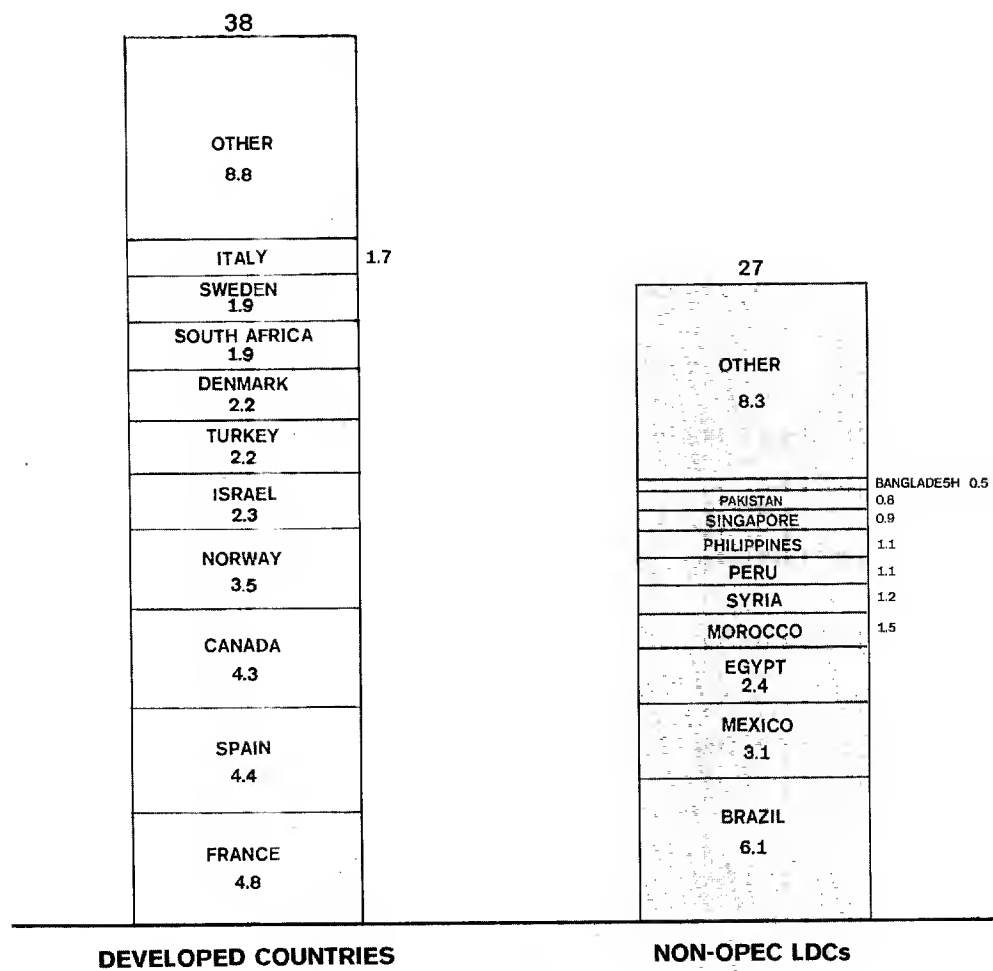 38
OTHER
8.8
ITALY 1.7
SWEDEN
1.9
SOUTH AFRICA
1.9
DENMARK
2.2
TURKEY
2.2
ISRAEL
2.3
NORWAY
3.5
CANADA
4.3
SPAIN
4.4
FRANCE
4.8
DEVELOPED COUNTRIES
27
OTHER
8.3
BANGLADESH 0.5
PAKISTAN 0.8
SINGAPORE 0.9
PHILIPPINES 1.1
PERU 1.1
SYRIA 1.2
MOROCCO 1.5
EGYPT
2.4
MEXICO
3.1
BRAZIL
6.1
NON-OPEC LDCs